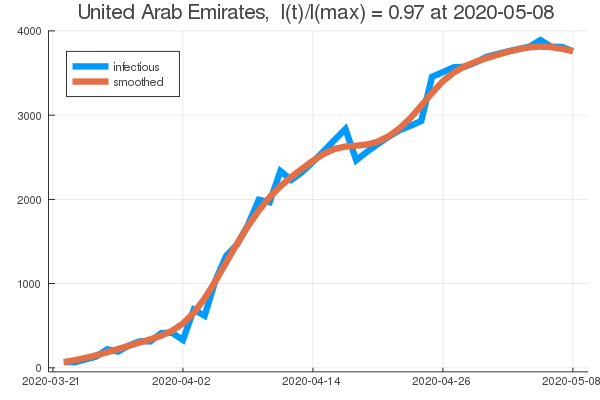 United Arab Emirates, I(t)/I(max) = 0.97 at 2020-05-08
4000
infectious
smoothed
3000
2000
1000
0
2020-03-21 2020-04-02 2020-04-14 2020-04-26 2020-05-08